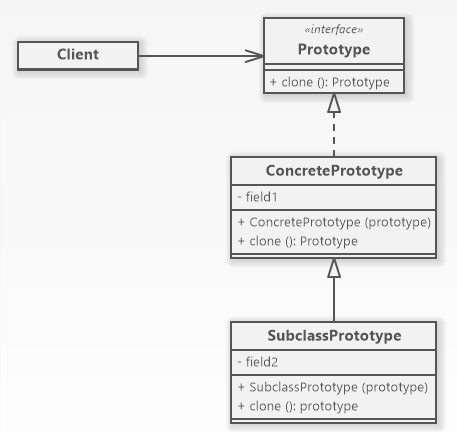 «interface»
Prototype
Client
+ clone (): Prototype
ConcretePrototype
- field1
+ ConcretePrototype (prototype)
+ clone (): Prototype
SubclassPrototype
- field2
+ SubclassPrototype (prototype)
+ clone (): prototype